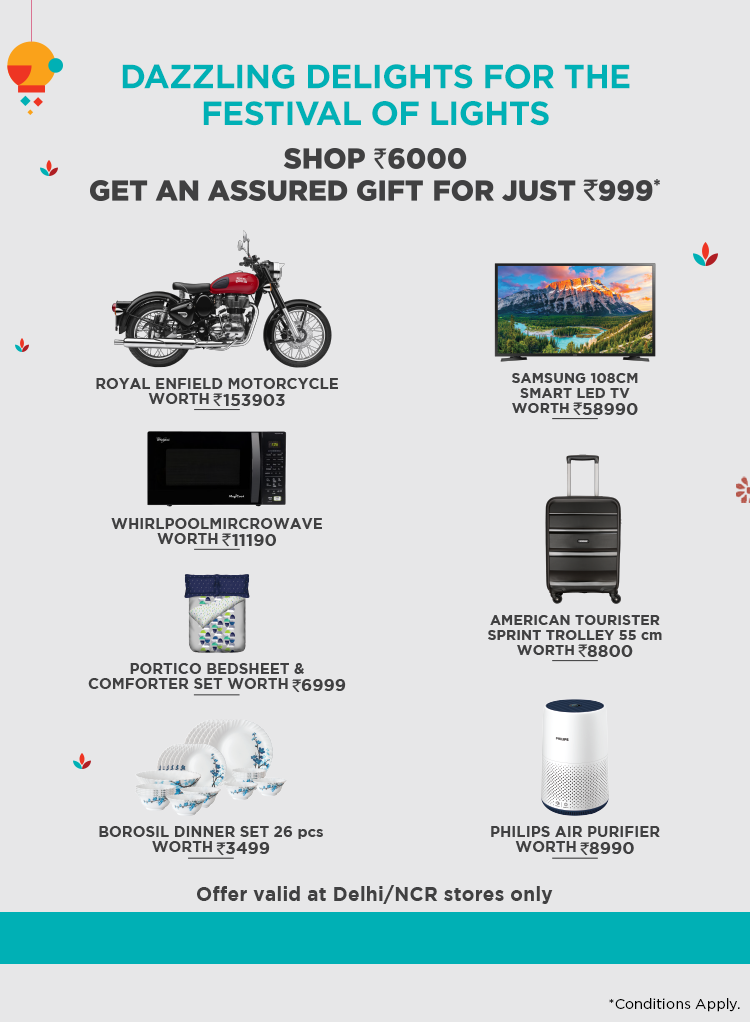 DAZZLING DELIGHTS FOR THE
FESTIVAL OF LIGHTS
SHOP ₹6000
GET AN ASSURED GIFT FOR JUST ₹999*
ROYAL ENFIELD MOTORCYCLE
WORTH ₹153903
SAMSUNG 108CM
SMART LED TV
WORTH ₹58990
WHIRLPOOLMIRCROWAVE
WORTH ₹11190
AMERICAN TOURISTER
SPRINT TROLLEY 55 cm
WORTH ₹8800
PORTICO BEDSHEET &
COMFORTER SET WORTH ₹6999
PHILIPS
BOROSIL DINNER SET 26 pcs
WORTH ₹3499
PHILIPS AIR PURIFIER
WORTH ₹8990
Offer valid at Delhi/NCR stores only
*Conditions Apply.